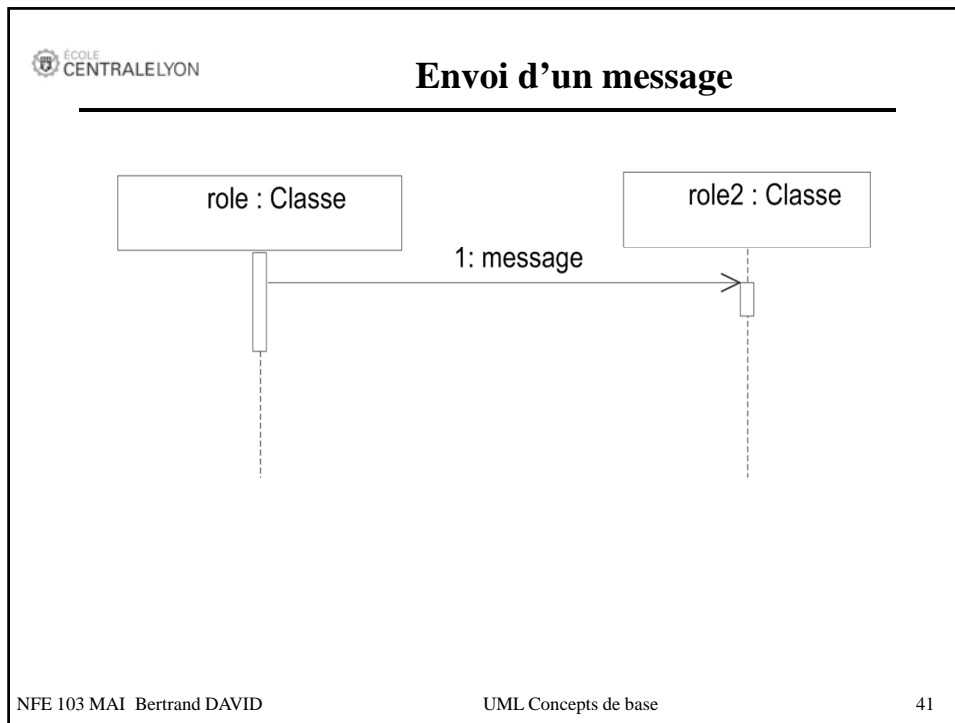 ÉCOLE
CENTRALELYON
Envoi d’un message
role : Classe
role2 : Classe
1: message
NFE 103 MAI Bertrand DAVID
UML Concepts de base
41